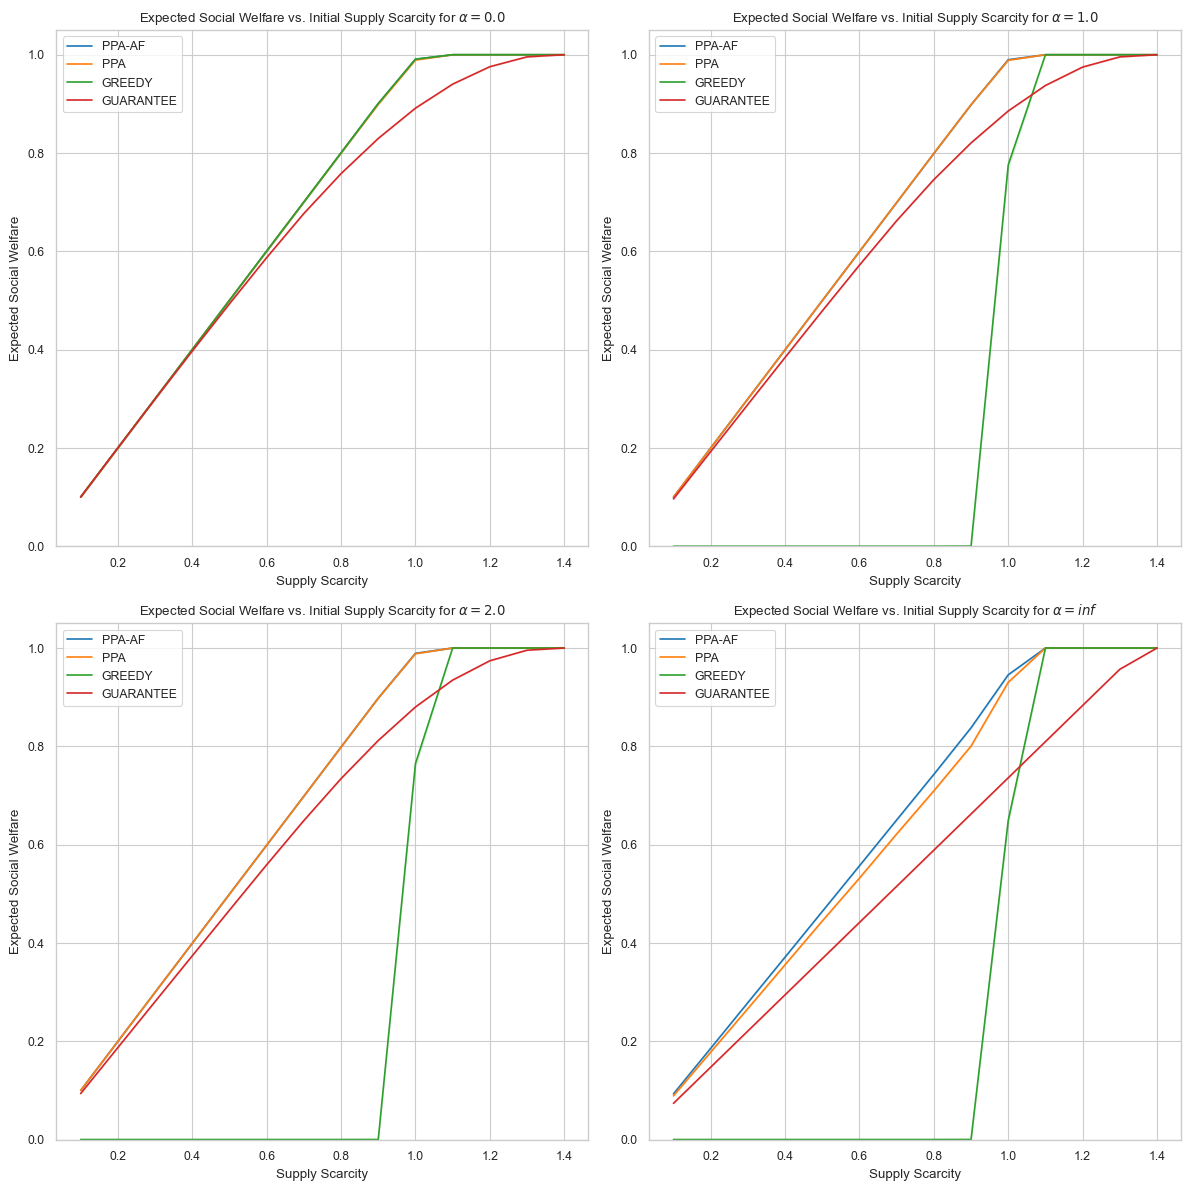 Expected Social Welfare vs. Initial Supply Scarcity for α = 0.0
PPA-AF
PPA
GREEDY
GUARANTEE
Expected Social Welfare
1.0
0.8
0.6
0.4
0.2
0.0
0.2 0.4 0.6 0.8 1.0 1.2 1.4
Supply Scarcity
Expected Social Welfare vs. Initial Supply Scarcity for α = 1.0
PPA-AF
PPA
GREEDY
GUARANTEE
Expected Social Welfare
1.0
0.8
0.6
0.4
0.2
0.0
0.2 0.4 0.6 0.8 1.0 1.2 1.4
Supply Scarcity
Expected Social Welfare vs. Initial Supply Scarcity for α = 2.0
PPA-AF
PPA
GREEDY
GUARANTEE
Expected Social Welfare
1.0
0.8
0.6
0.4
0.2
0.0
0.2 0.4 0.6 0.8 1.0 1.2 1.4
Supply Scarcity
Expected Social Welfare vs. Initial Supply Scarcity for α = inf
PPA-AF
PPA
GREEDY
GUARANTEE
Expected Social Welfare
1.0
0.8
0.6
0.4
0.2
0.0
0.2 0.4 0.6 0.8 1.0 1.2 1.4
Supply Scarcity